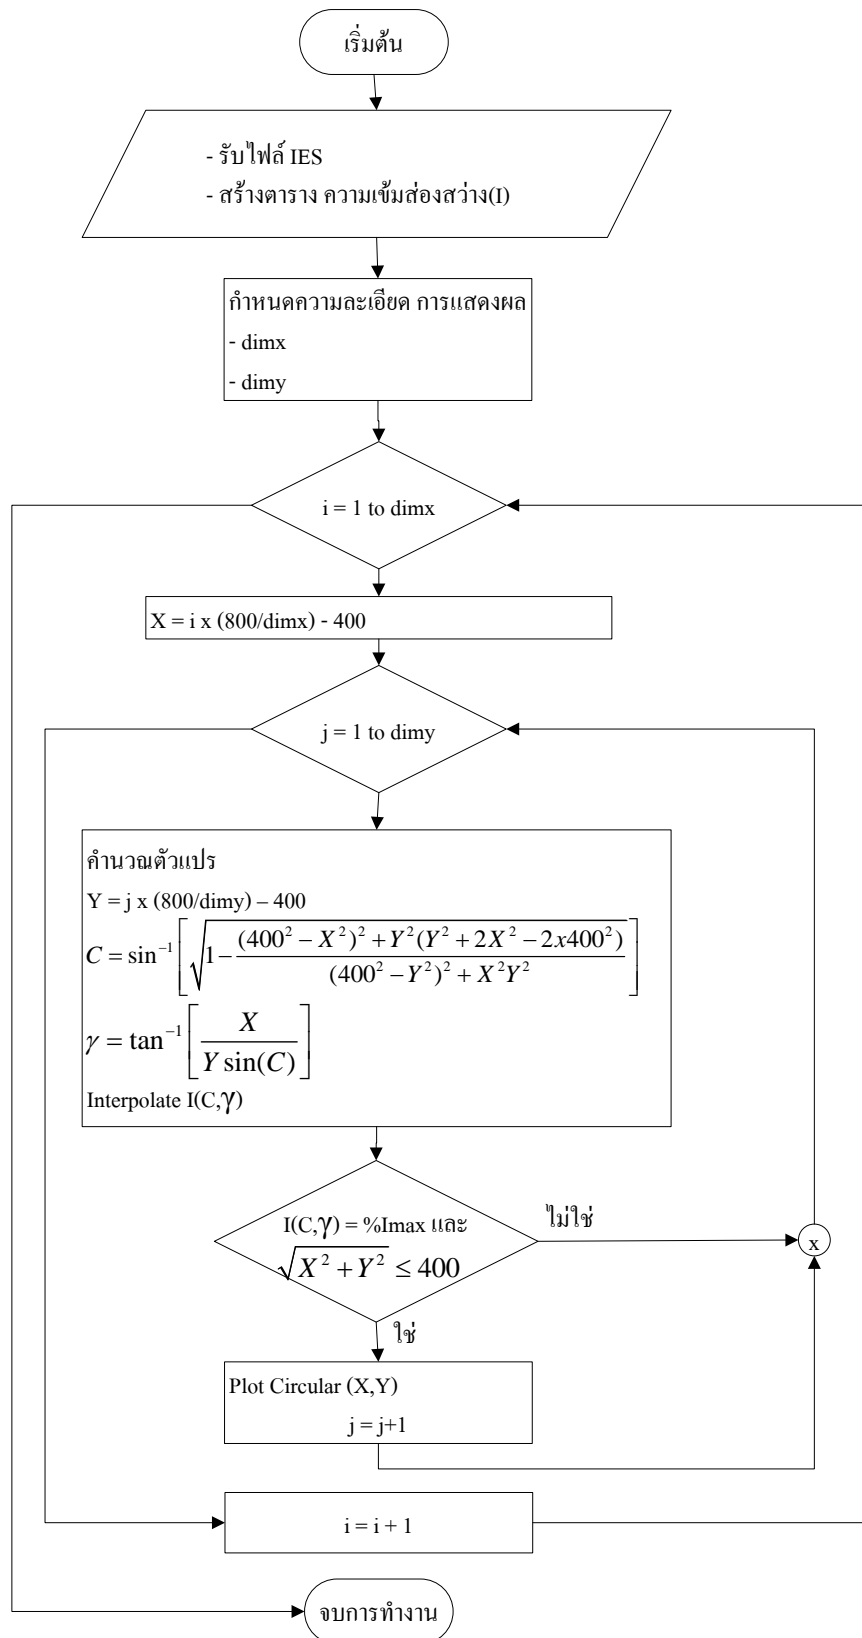 เริ่มต้น
- รับไฟล์ IES
- สร้างตาราง ความเข้มส่องสว่าง(I)
กำหนดความละเอียด การแสดงผล
- dimx
- dimy
i = 1 to dimx
X = i x (800/dimx) - 400
j = 1 to dimy
คำนวณตัวแปร
Y = j x (800/dimy) – 400
C = sin⁻¹[√(1 - ((400² - X²)² + Y²(Y² + 2X² - 2x400²))/((400² - Y²)² + X²Y²))]
γ = tan⁻¹[X/(Y sin(C))]
Interpolate I(C,γ)
I(C,γ) = %Imax และ
√(X² + Y²) ≤ 400
ไม่ใช่
x
ใช่
Plot Circular (X,Y)
j = j+1
i = i + 1
จบการทำงาน